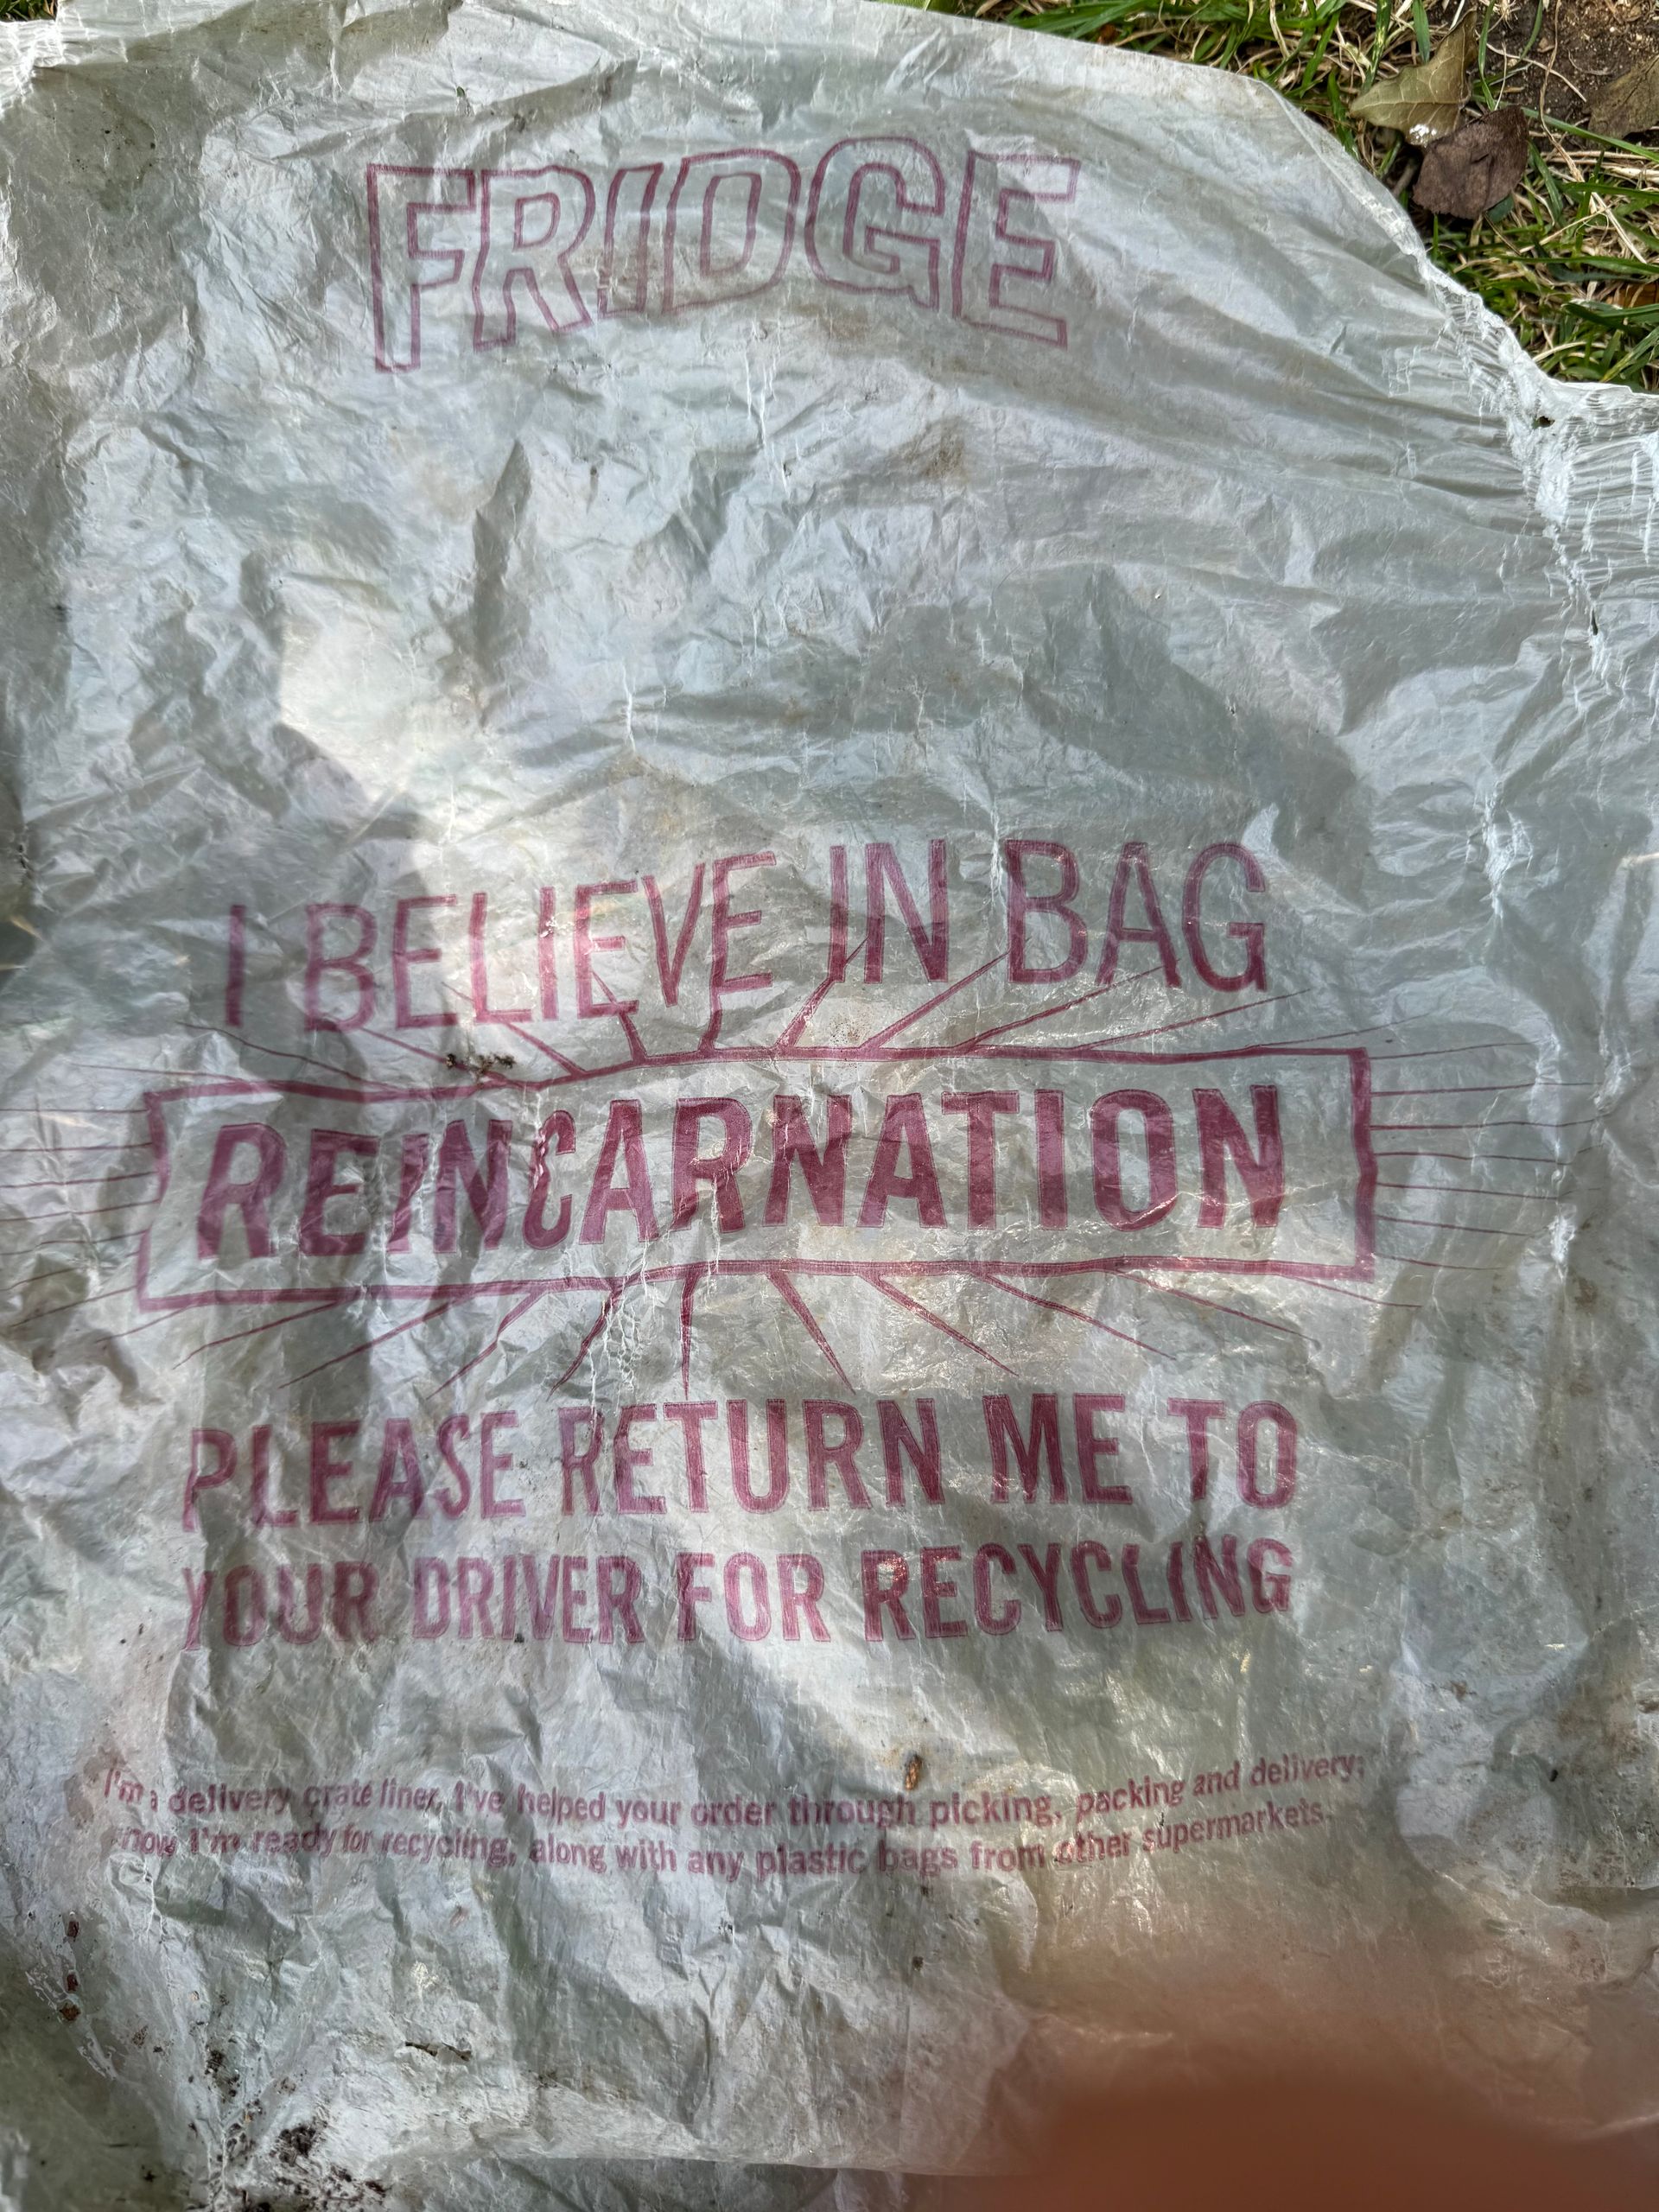 FRIDGE
I BELIEVE IN BAG
REINCARNATION
PLEASE RETURN ME TO
YOUR DRIVER FOR RECYCLING
I'm a delivery crate liner. I've helped your order through picking, packing and delivery;
now I'm ready for recycling, along with any plastic bags from other supermarkets.